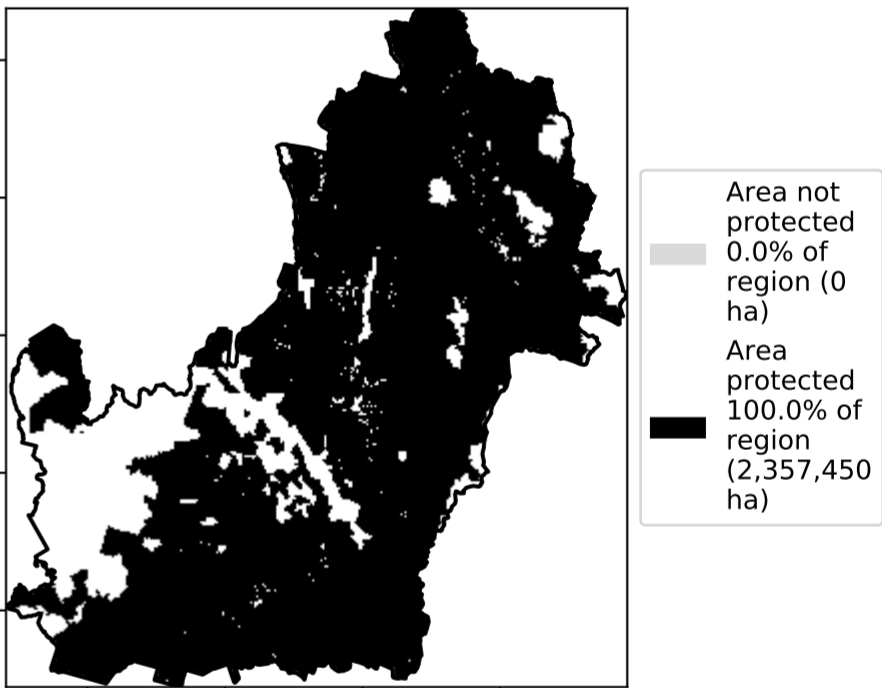 Area not
protected
0.0% of
region (0
ha)
Area
protected
100.0% of
region
(2,357,450
ha)